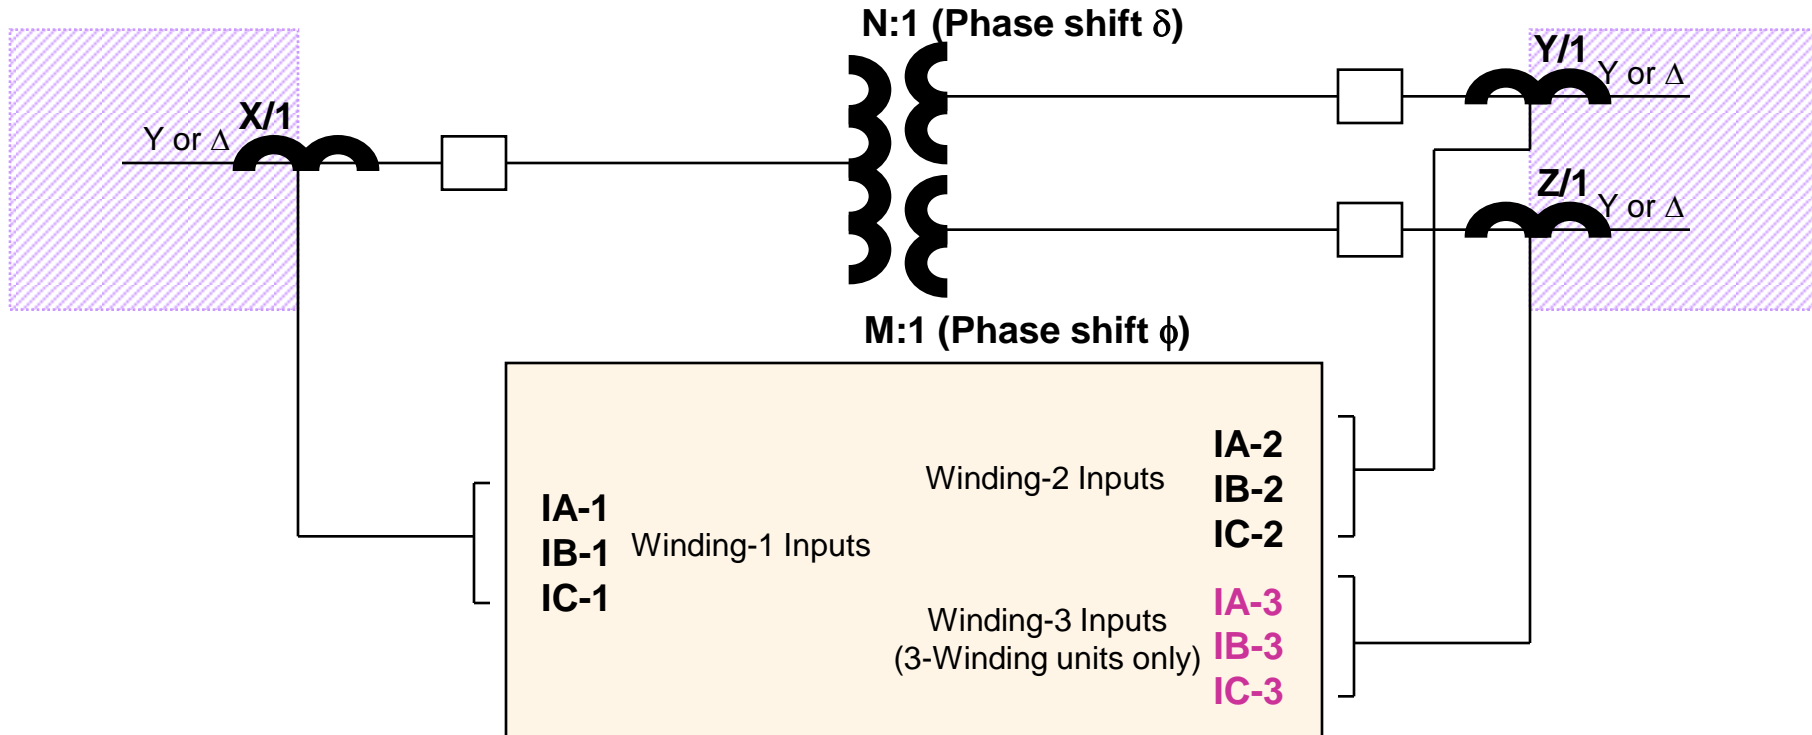 N:1 (Phase shift δ)
Y/1
Y or Δ
X/1
Y or Δ
Z/1
Y or Δ
M:1 (Phase shift ϕ)
IA-1
IB-1
IC-1
Winding-1 Inputs
Winding-2 Inputs
IA-2
IB-2
IC-2
Winding-3 Inputs
(3-Winding units only)
IA-3
IB-3
IC-3